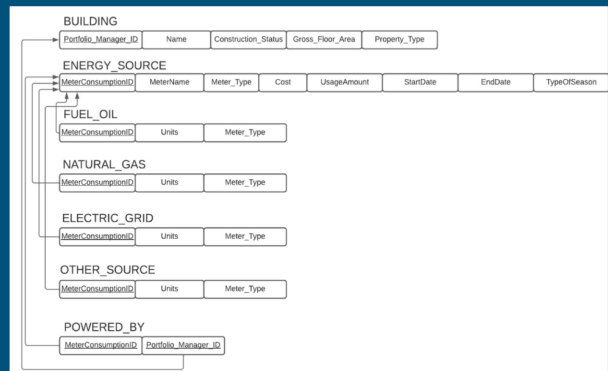 BUILDING
Portfolio_Manager_ID Name Construction_Status Gross_Floor_Area Property_Type
ENERGY_SOURCE
MeterConsumptionID MeterName Meter_Type Cost UsageAmount StartDate EndDate TypeOfSeason
FUEL_OIL
MeterConsumptionID Units Meter_Type
NATURAL_GAS
MeterConsumptionID Units Meter_Type
ELECTRIC_GRID
MeterConsumptionID Units Meter_Type
OTHER_SOURCE
MeterConsumptionID Units Meter_Type
POWERED_BY
MeterConsumptionID Portfolio_Manager_ID